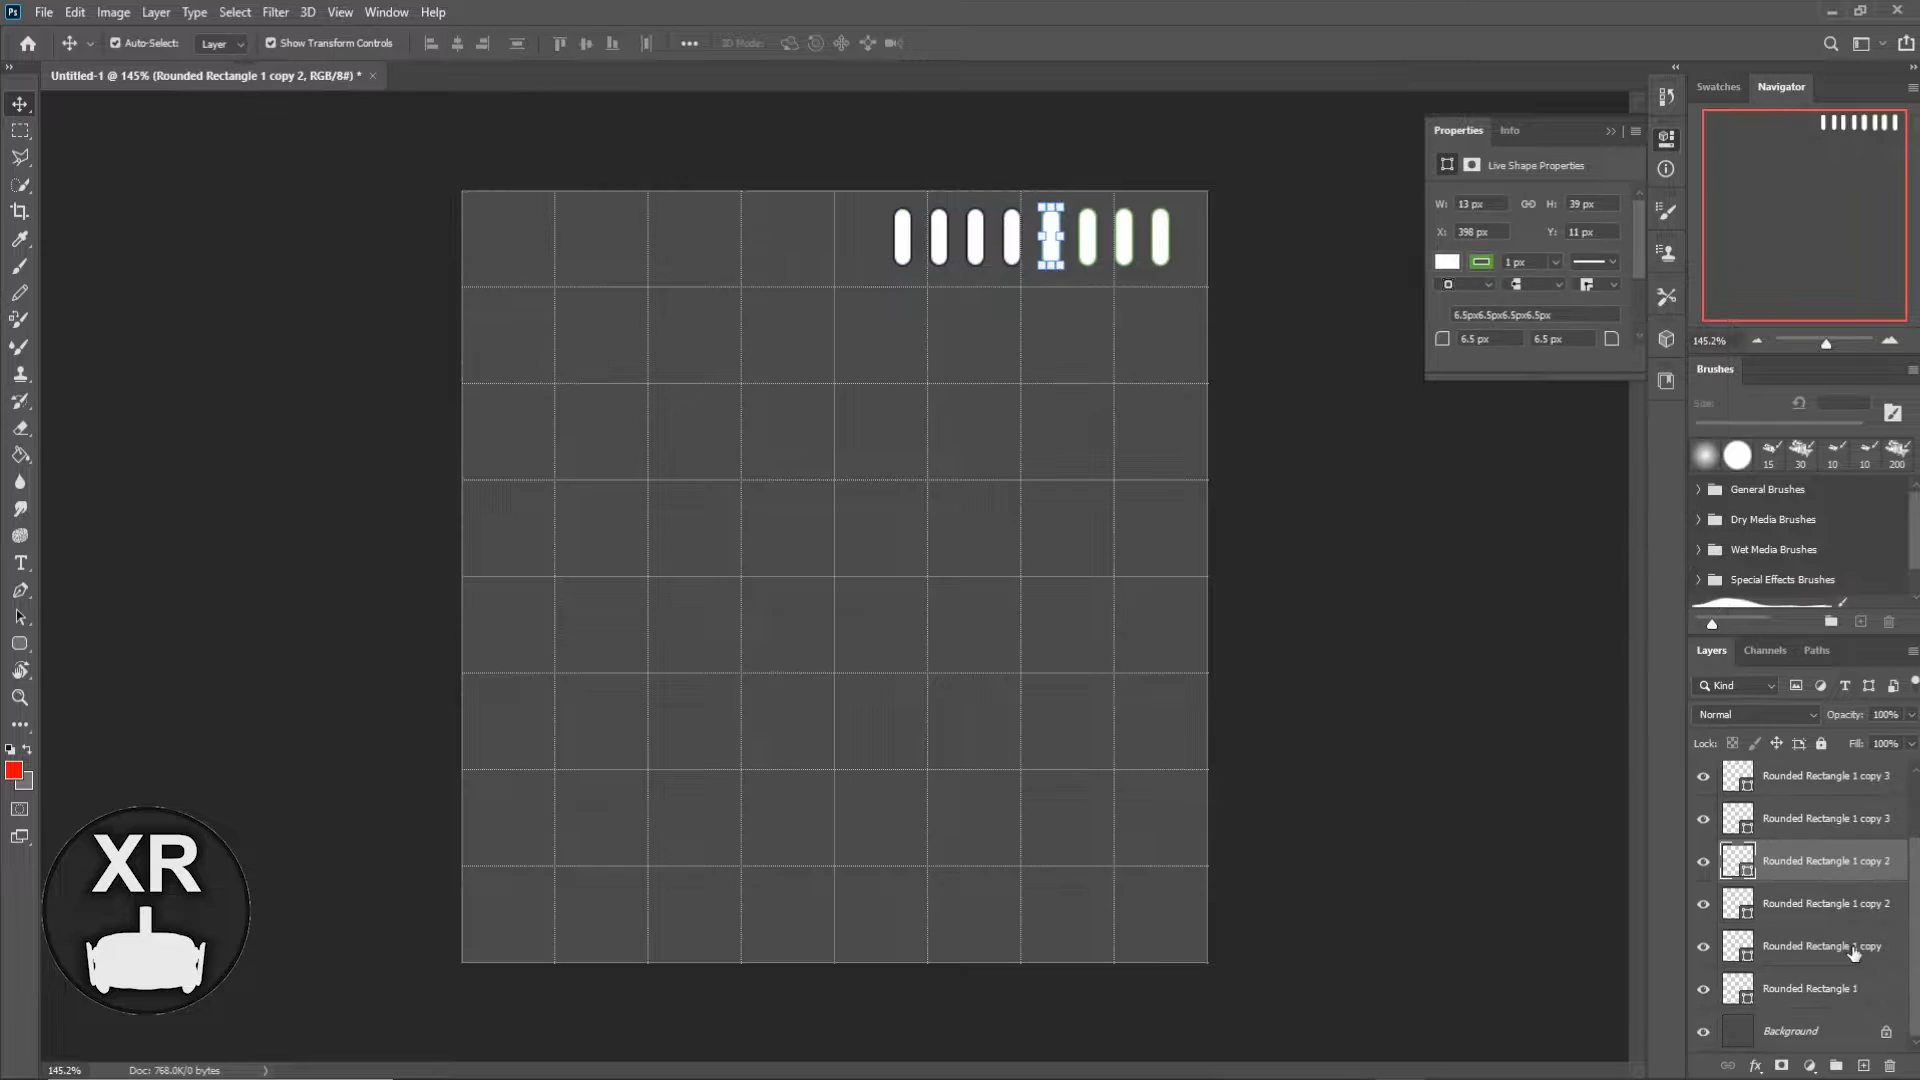 Ps File Edit Image Layer Type Select Filter 3D View Window Help
Auto-Select: Layer Show Transform Controls 3D Mode:
Untitled-1 @ 145% (Rounded Rectangle 1 copy 2, RGB/8#) *
Swatches Navigator
Properties Info
Live Shape Properties
W: 13 px H: 39 px
X: 398 px Y: 11 px
1 px
6.5px6.5px6.5px6.5px
6.5 px 6.5 px
145.2%
Brushes
Size:
15 30 10 10 200
General Brushes
Dry Media Brushes
Wet Media Brushes
Special Effects Brushes
Layers Channels Paths
Kind
Normal Opacity: 100%
Lock: Fill: 100%
Rounded Rectangle 1 copy 3
Rounded Rectangle 1 copy 3
Rounded Rectangle 1 copy 2
Rounded Rectangle 1 copy 2
Rounded Rectangle 1 copy
Rounded Rectangle 1
Background
fx
XR
145.2% Doc: 768.0K/0 bytes